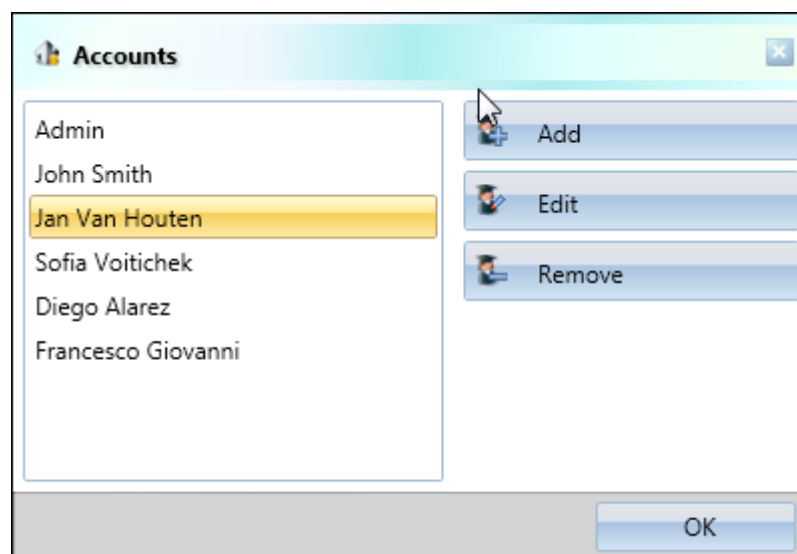 Accounts
Admin
John Smith
Jan Van Houten
Sofia Voitichek
Diego Alarez
Francesco Giovanni
Add
Edit
Remove
OK